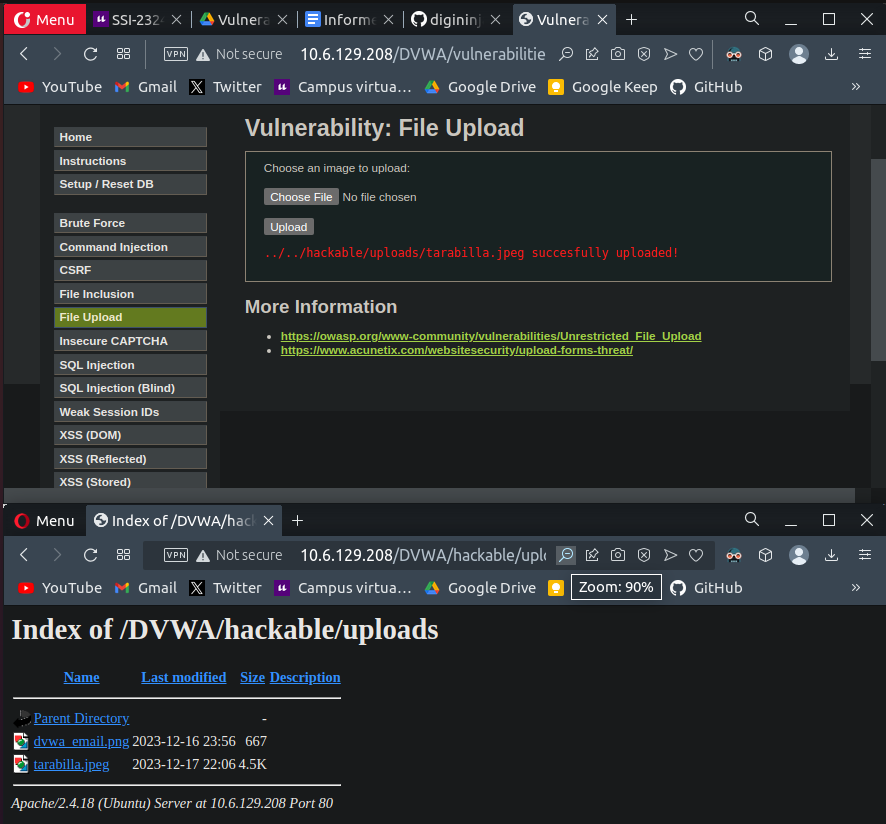 Menu SSI-2324 Vulnera Informe digininj Vulnera
VPN Not secure 10.6.129.208/DVWA/vulnerabilitie
YouTube Gmail Twitter Campus virtua… Google Drive Google Keep GitHub »
Vulnerability: File Upload
Home
Instructions
Setup / Reset DB
Brute Force
Command Injection
CSRF
File Inclusion
File Upload
Insecure CAPTCHA
SQL Injection
SQL Injection (Blind)
Weak Session IDs
XSS (DOM)
XSS (Reflected)
XSS (Stored)
Choose an image to upload:
Choose File No file chosen
Upload
../../hackable/uploads/tarabilla.jpeg succesfully uploaded!
More Information
https://owasp.org/www-community/vulnerabilities/Unrestricted_File_Upload
https://www.acunetix.com/websitesecurity/upload-forms-threat/
Menu Index of /DVWA/hac
VPN Not secure 10.6.129.208/DVWA/hackable/uplo
YouTube Gmail Twitter Campus virtua… Google Drive GitHub »
Zoom: 90%
Index of /DVWA/hackable/uploads
Name Last modified Size Description
Parent Directory -
dvwa_email.png 2023-12-16 23:56 667
tarabilla.jpeg 2023-12-17 22:06 4.5K
Apache/2.4.18 (Ubuntu) Server at 10.6.129.208 Port 80